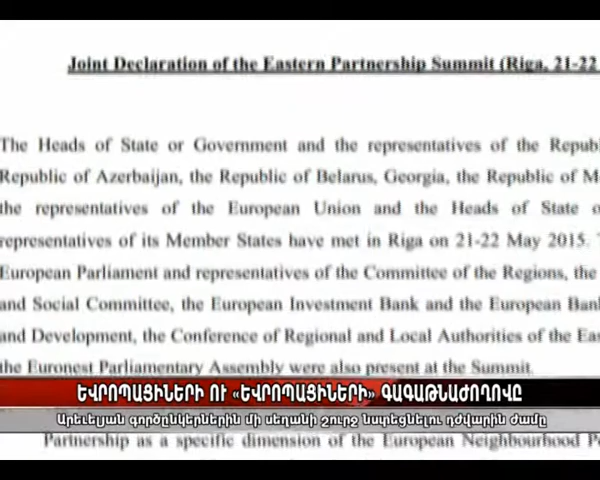 Joint Declaration of the Eastern Partnership Summit (Riga, 21-22
The Heads of State or Government and the representatives of the Republ
Republic of Azerbaijan, the Republic of Belarus, Georgia, the Republic of M
the representatives of the European Union and the Heads of State o
representatives of its Member States have met in Riga on 21-22 May 2015.
European Parliament and representatives of the Committee of the Regions, the
and Social Committee, the European Investment Bank and the European Ban
and Development, the Conference of Regional and Local Authorities of the Ea
the Euronest Parliamentary Assembly were also present at the Summit.
ԵՎՐՈՊԱՑԻՆԵՐԻ ՈՒ «ԵՎՐՈՊԱՑԻՆԵՐԻ» ԳԱԳԱԹՆԱԺՈՂՈՎԸ
Արեւելյան գործընկերներին մի սեղանի շուրջ նստեցնելու դժվարին ժամը
Partnership as a specific dimension of the European Neighbourhood P